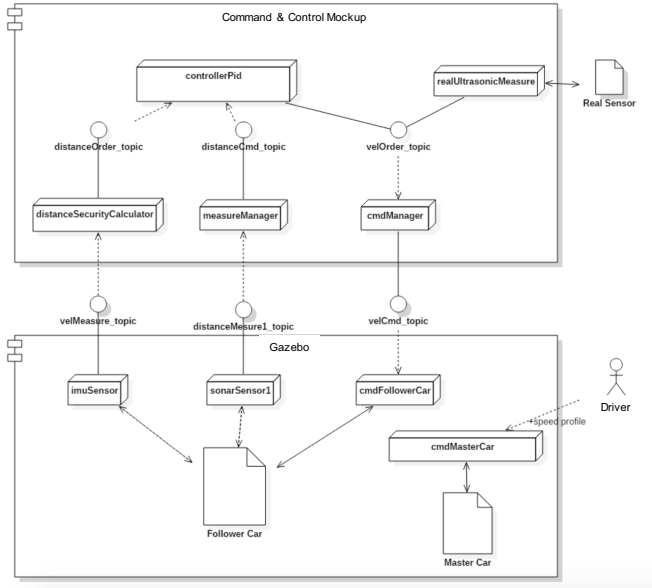 Command & Control Mockup
controllerPid
realUltrasonicMeasure
Real Sensor
distanceOrder_topic
distanceCmd_topic
velOrder_topic
distanceSecurityCalculator
measureManager
cmdManager
velMeasure_topic
distanceMesure1_topic
velCmd_topic
Gazebo
imuSensor
sonarSensor1
cmdFollowerCar
Driver
+speed profile
cmdMasterCar
Follower Car
Master Car